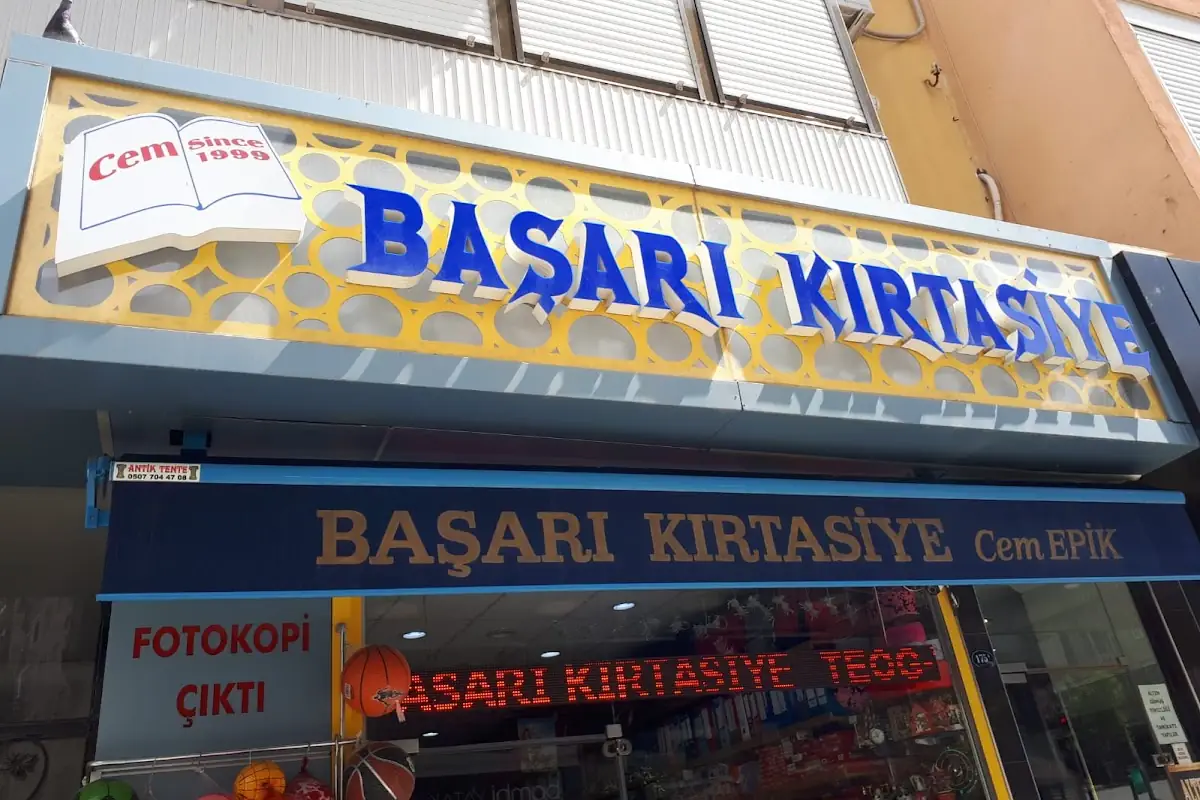 Cem
since
1999
BAŞARI KIRTASİYE
ANTİK TENTE
0507 704 47 08
BAŞARI KIRTASİYE Cem EPİK
FOTOKOPİ
ÇIKTI
AŞARI KIRTASİYE TEOG-